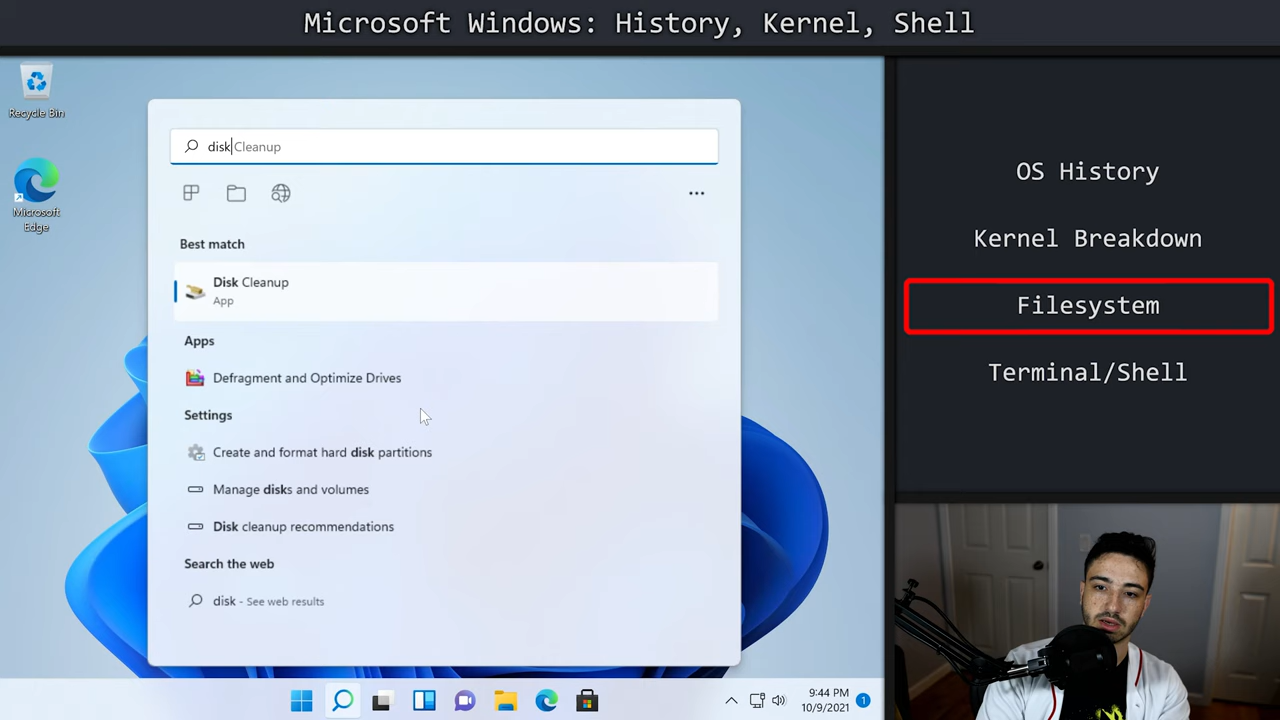 Microsoft Windows: History, Kernel, Shell
Recycle Bin
Microsoft
Edge
disk Cleanup
Best match
Disk Cleanup
App
Apps
Defragment and Optimize Drives
Settings
Create and format hard disk partitions
Manage disks and volumes
Disk cleanup recommendations
Search the web
disk - See web results
9:44 PM
10/9/2021
1
OS History
Kernel Breakdown
Filesystem
Terminal/Shell